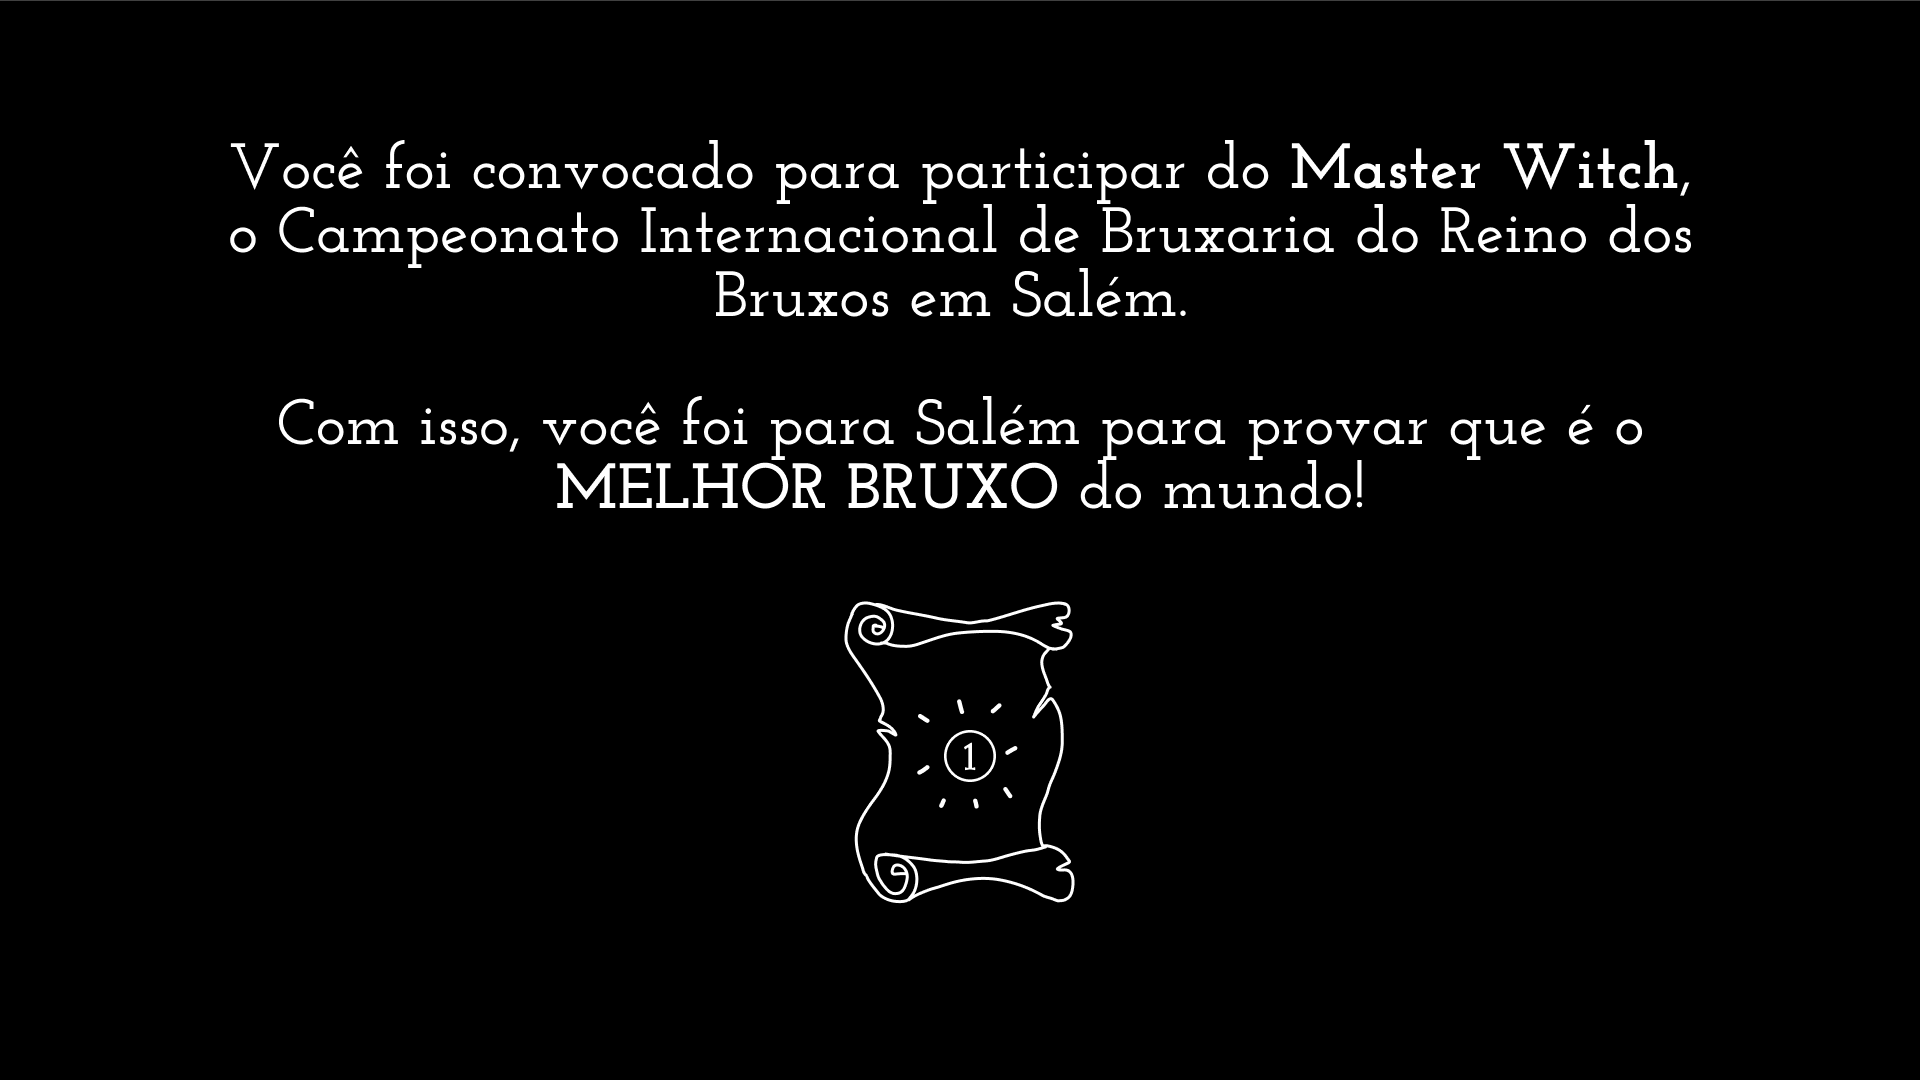 Você foi convocado para participar do Master Witch,
o Campeonato Internacional de Bruxaria do Reino dos
Bruxos em Salém.
Com isso, você foi para Salém para provar que é o
MELHOR BRUXO do mundo!
1